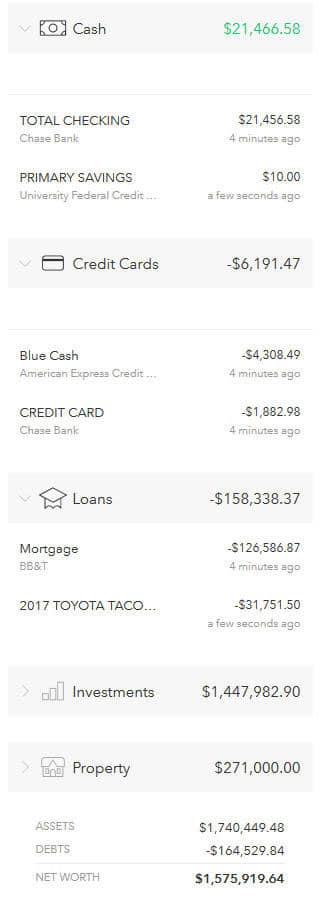 Cash $21,466.58
TOTAL CHECKING $21,456.58
Chase Bank 4 minutes ago
PRIMARY SAVINGS $10.00
University Federal Credit ... a few seconds ago
Credit Cards -$6,191.47
Blue Cash -$4,308.49
American Express Credit ... 4 minutes ago
CREDIT CARD -$1,882.98
Chase Bank 4 minutes ago
Loans -$158,338.37
Mortgage -$126,586.87
BB&T 4 minutes ago
2017 TOYOTA TACO... -$31,751.50
a few seconds ago
Investments $1,447,982.90
Property $271,000.00
ASSETS $1,740,449.48
DEBTS -$164,529.84
NET WORTH $1,575,919.64